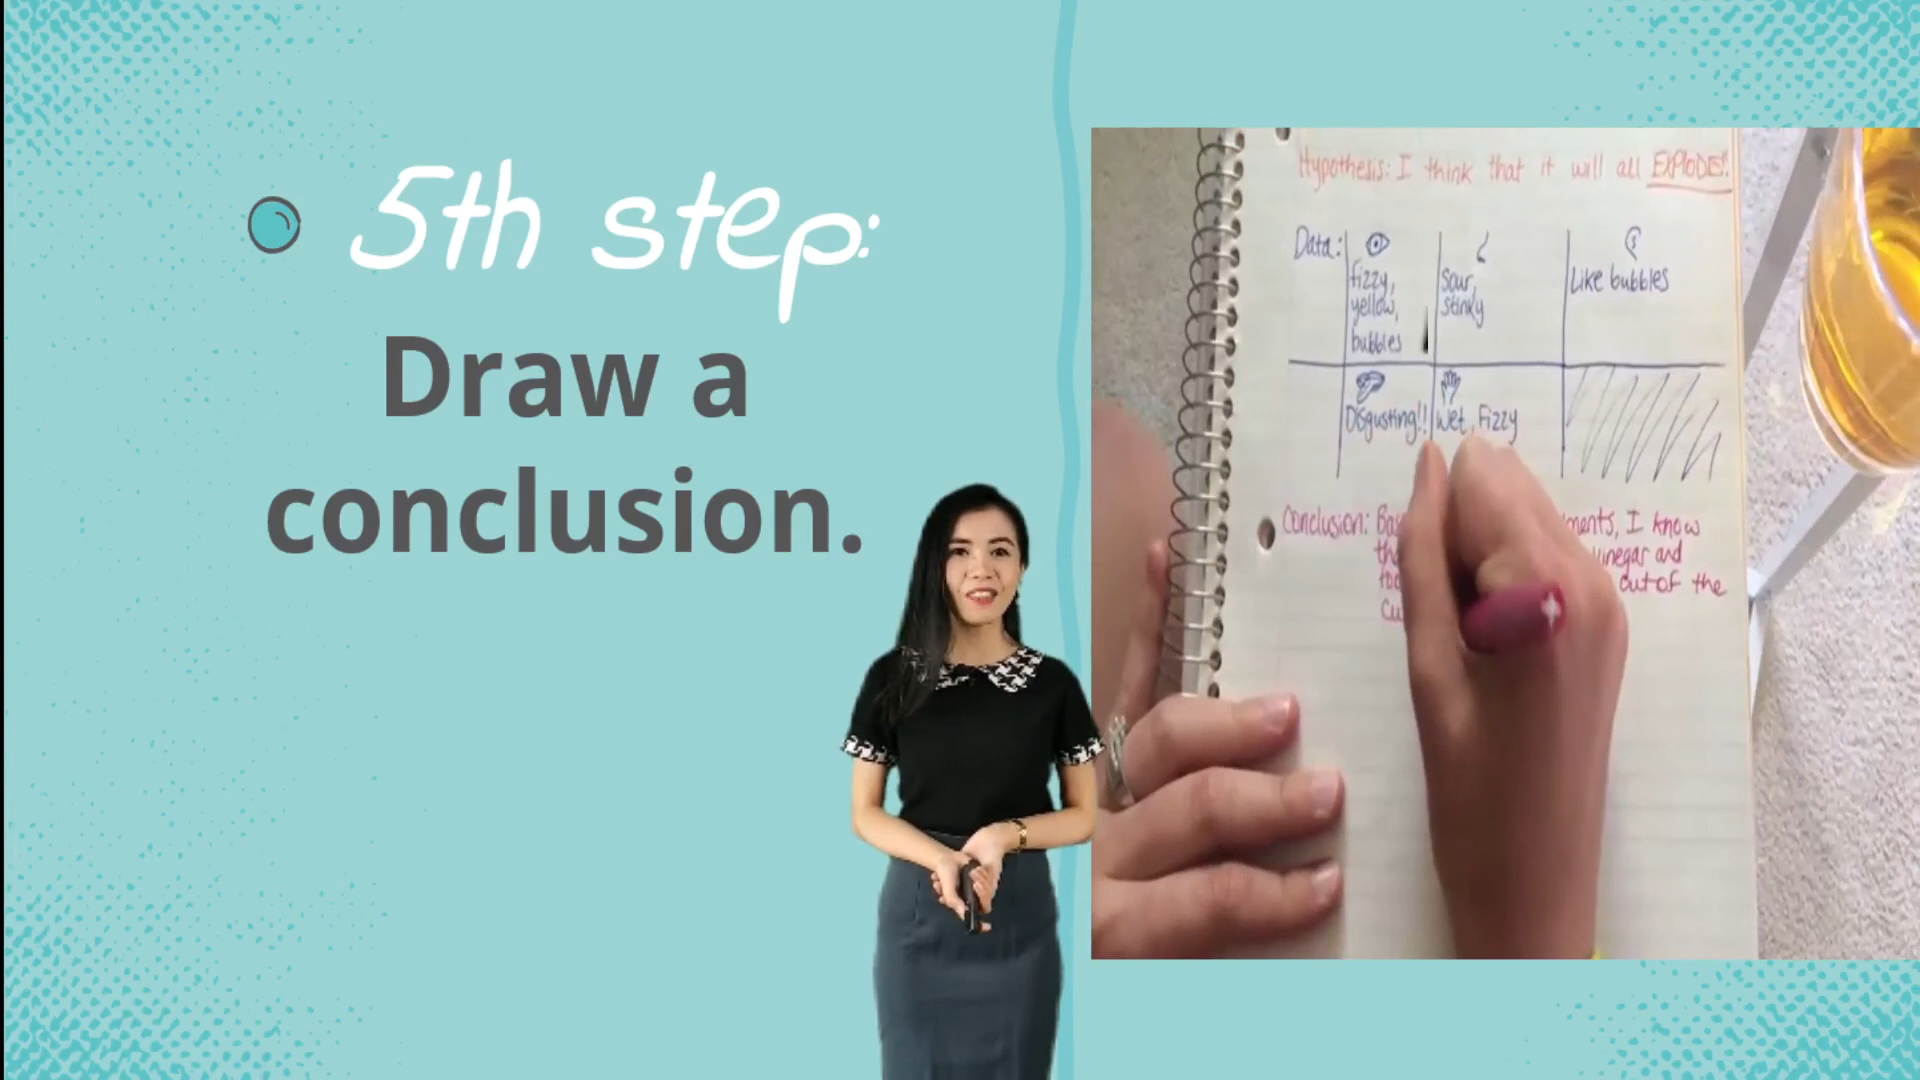 5th step:
Draw a
conclusion.
Hypothesis: I think that it will all EXPLODE!
Data:
fizzy,
yellow,
bubbles
sour,
stinky
Like bubbles
Disgusting!!
Wet, Fizzy
Conclusion: I know
vinegar and
out of the